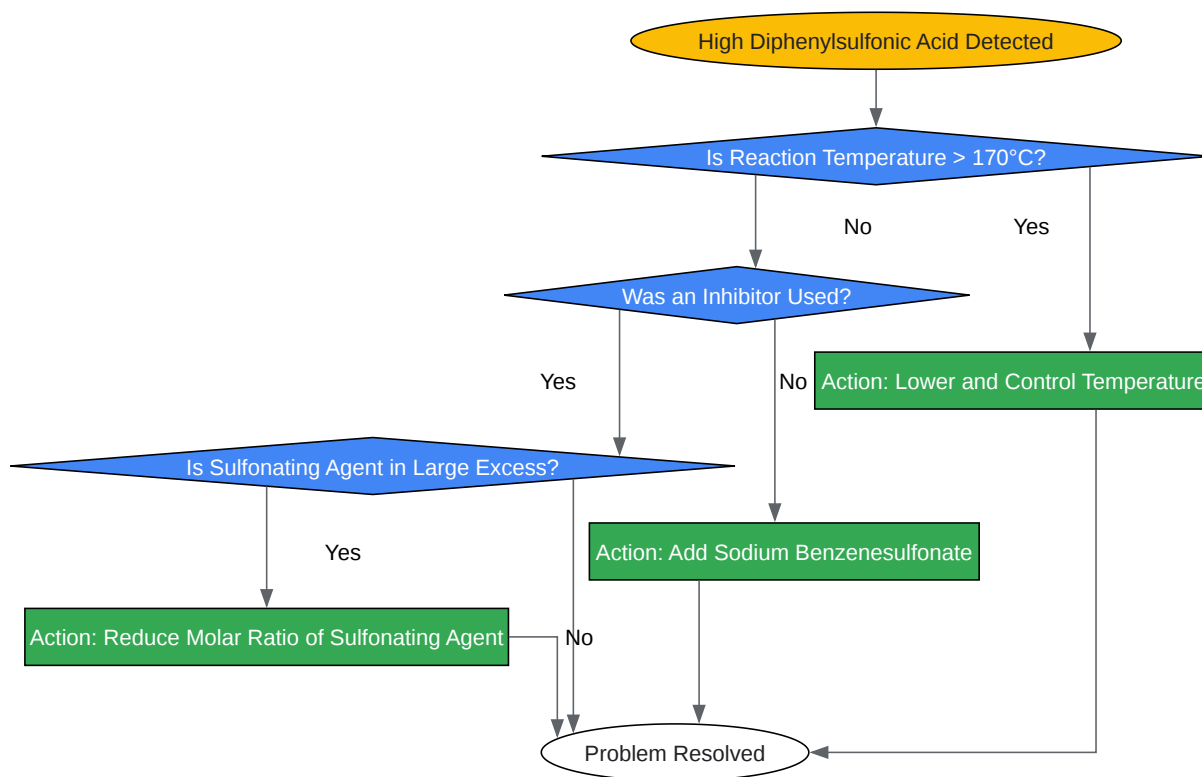 High Diphenylsulfonic Acid Detected
Is Reaction Temperature > 170°C?
No
Yes
Was an Inhibitor Used?
Yes
No
Action: Lower and Control Temperature
Is Sulfonating Agent in Large Excess?
Yes
Action: Add Sodium Benzenesulfonate
Action: Reduce Molar Ratio of Sulfonating Agent
No
Problem Resolved